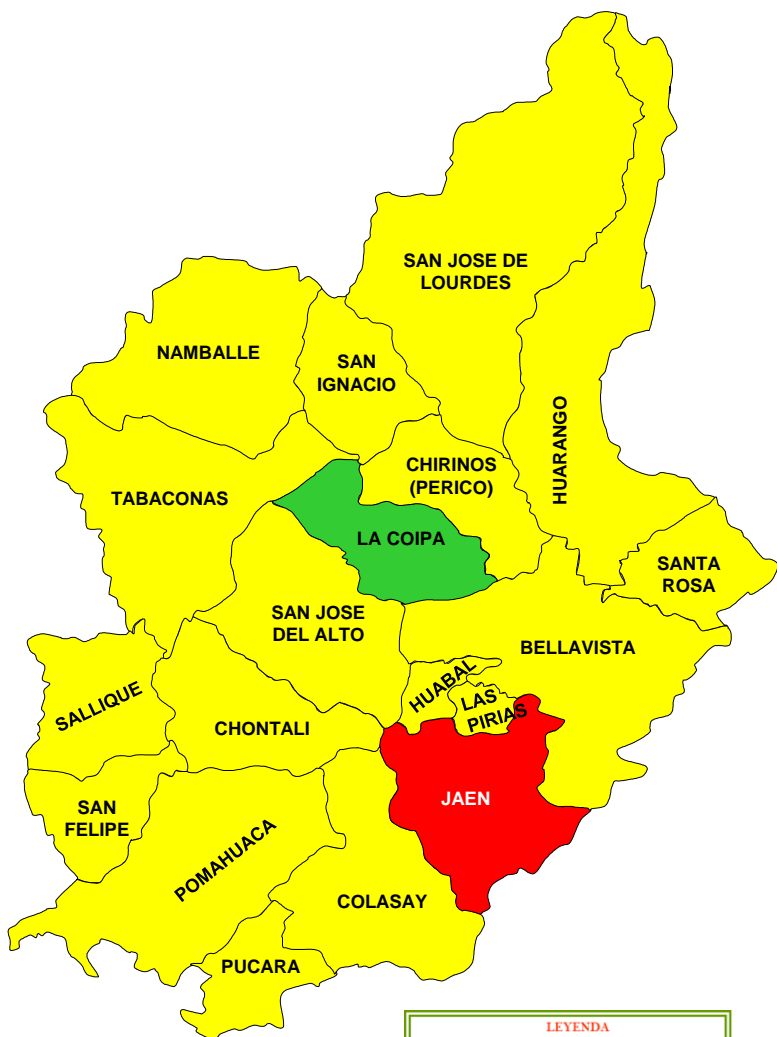 SAN JOSE DE
LOURDES
NAMBALLE
SAN
IGNACIO
HUARANGO
CHIRINOS
(PERICO)
TABACONAS
LA COIPA
SANTA
ROSA
SAN JOSE
DEL ALTO
BELLAVISTA
HUABAL
LAS
PIRIAS
SALLIQUE
CHONTALI
JAEN
SAN
FELIPE
POMAHUACA
COLASAY
PUCARA
LEYENDA